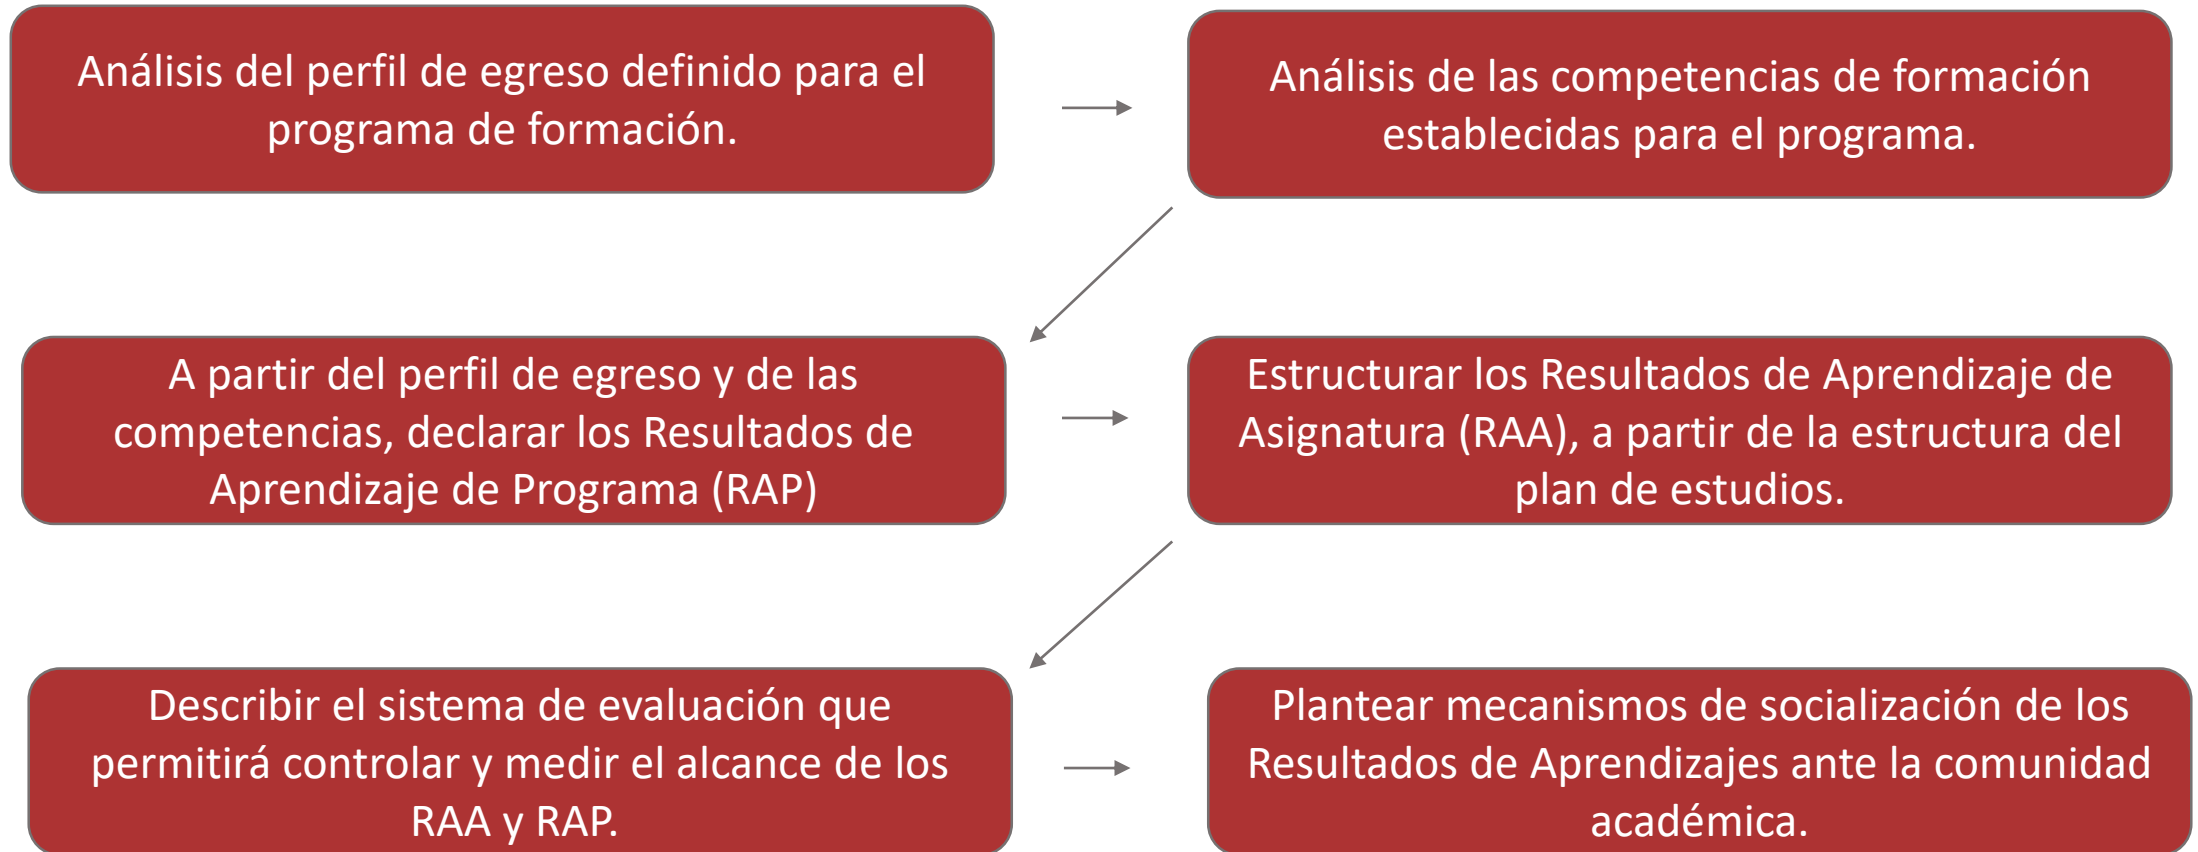 Análisis del perfil de egreso definido para el
programa de formación.
Análisis de las competencias de formación
establecidas para el programa.
A partir del perfil de egreso y de las
competencias, declarar los Resultados de
Aprendizaje de Programa (RAP)
Estructurar los Resultados de Aprendizaje de
Asignatura (RAA), a partir de la estructura del
plan de estudios.
Describir el sistema de evaluación que
permitirá controlar y medir el alcance de los
RAA y RAP.
Plantear mecanismos de socialización de los
Resultados de Aprendizajes ante la comunidad
académica.